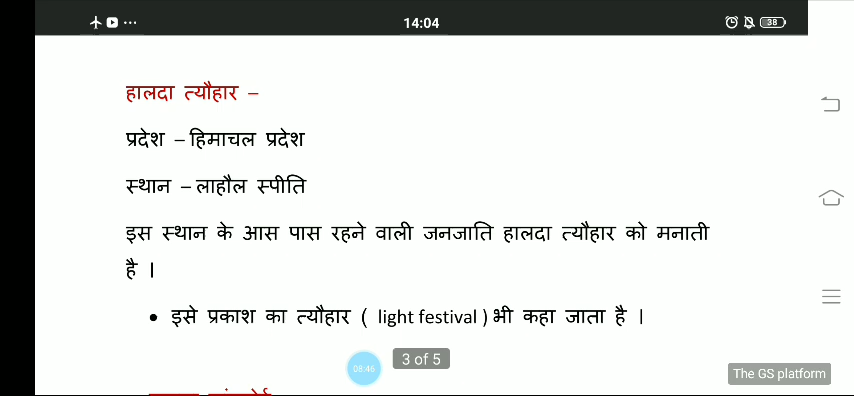 14:04
38
हालदा त्यौहार –
प्रदेश – हिमाचल प्रदेश
स्थान – लाहौल स्पीति
इस स्थान के आस पास रहने वाली जनजाति हालदा त्यौहार को मनाती
है ।
• इसे प्रकाश का त्यौहार ( light festival ) भी कहा जाता है ।
08:46
3 of 5
The GS platform